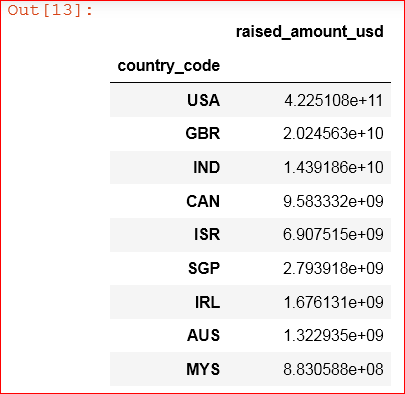 Out[13]:
raised_amount_usd
country_code
USA 4.225108e+11
GBR 2.024563e+10
IND 1.439186e+10
CAN 9.583332e+09
ISR 6.907515e+09
SGP 2.793918e+09
IRL 1.676131e+09
AUS 1.322935e+09
MYS 8.830588e+08